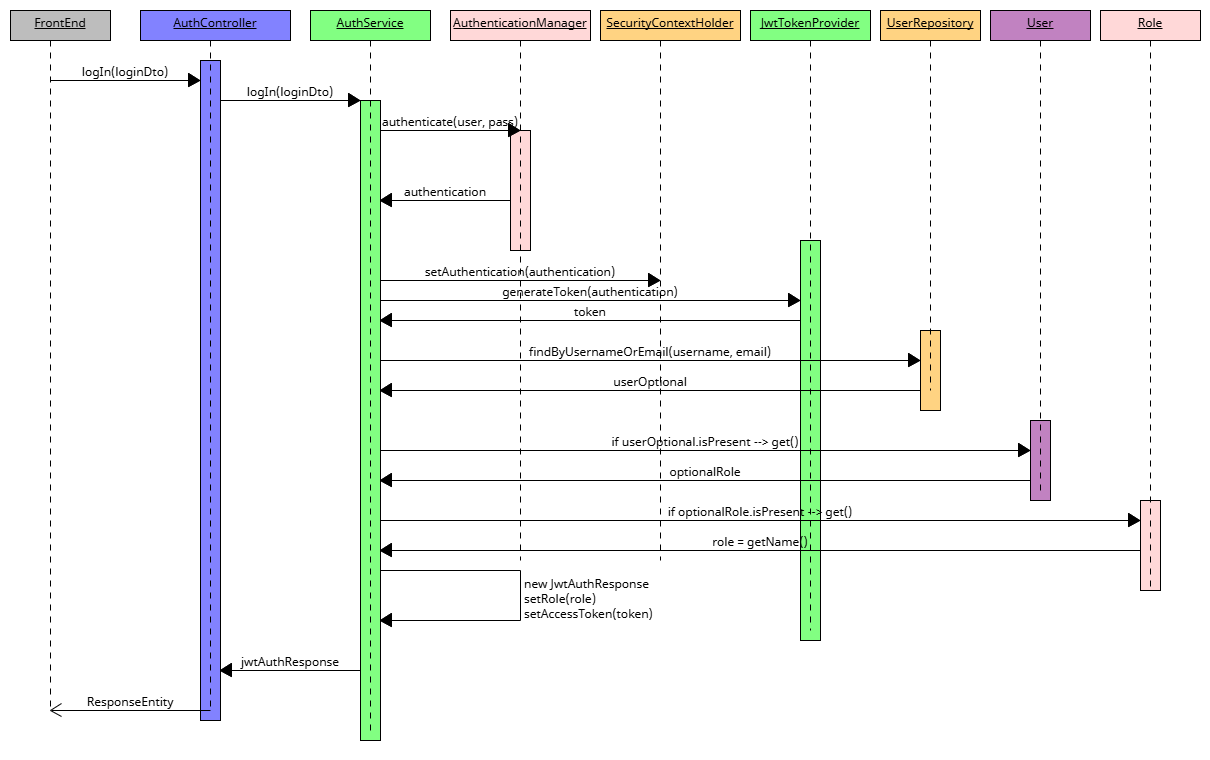 FrontEnd
AuthController
AuthService
AuthenticationManager
SecurityContextHolder
JwtTokenProvider
UserRepository
User
Role
logIn(loginDto)
logIn(loginDto)
authenticate(user, pass)
authentication
setAuthentication(authentication)
generateToken(authentication)
token
findByUsernameOrEmail(username, email)
userOptional
if userOptional.isPresent --> get()
optionalRole
if optionalRole.isPresent --> get()
role = getName()
new JwtAuthResponse
setRole(role)
setAccessToken(token)
jwtAuthResponse
ResponseEntity